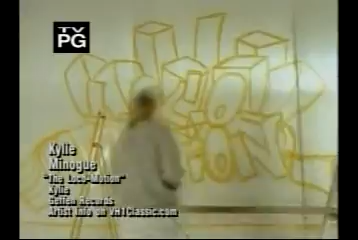 TV
PG
Kylie
Minogue
"The Loco-Motion"
Kylie
Geffen Records
Artist Info on VH1Classic.com